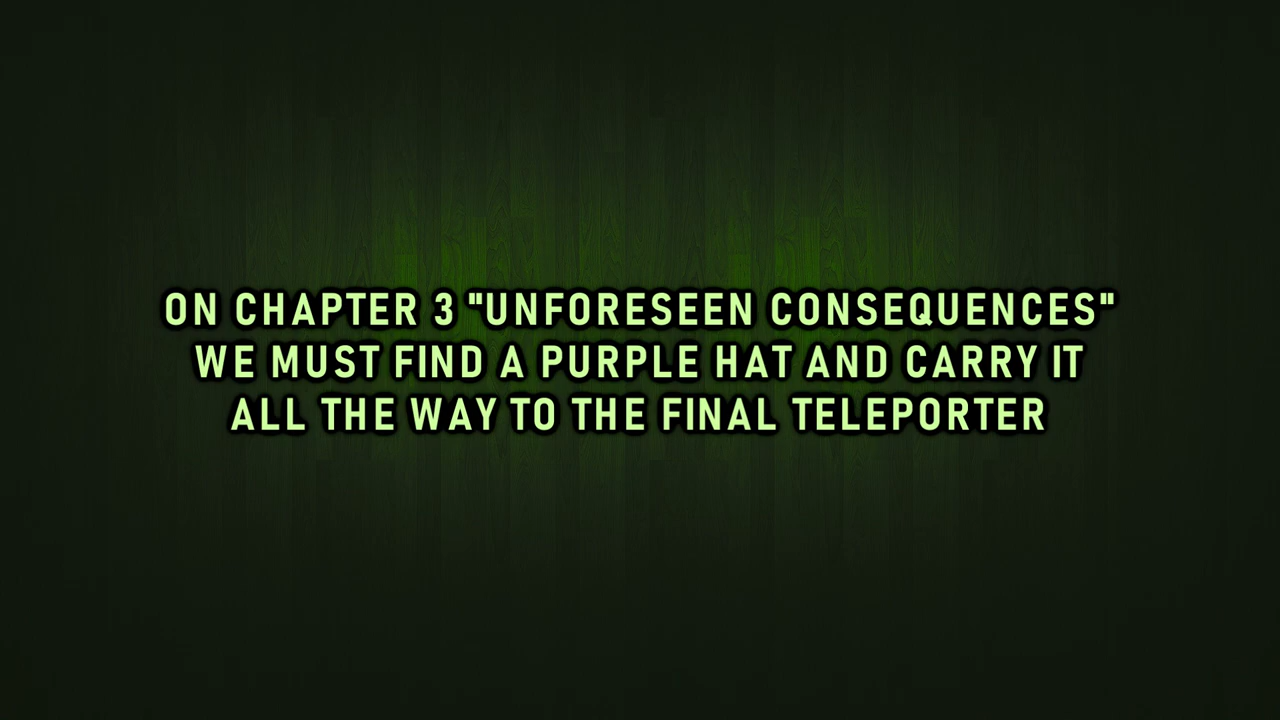 ON CHAPTER 3 "UNFORESEEN CONSEQUENCES"
WE MUST FIND A PURPLE HAT AND CARRY IT
ALL THE WAY TO THE FINAL TELEPORTER